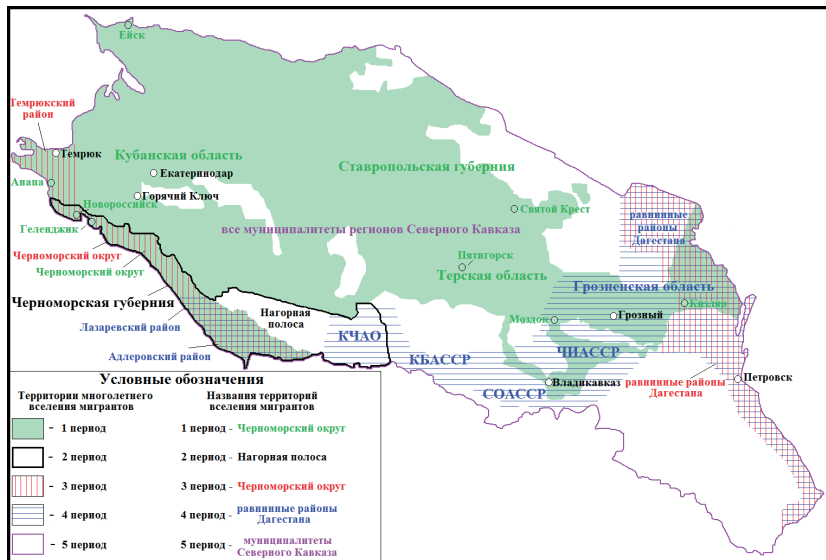 Ейск
Темрюкский
район
Темрюк
Кубанская область
Екатеринодар
Ставропольская губерния
Анапа
Горячий Ключ
Новороссийск
Святой Крест
Геленджик
все муниципалитеты регионов Северного Кавказа
равнинные
районы
Дагестана
Черноморский округ
Черноморский округ
Пятигорск
Терская область
Грозненская область
Черноморская губерния
Нагорная
полоса
Кизляр
Лазаревский район
Моздок
Грозный
КЧАО
Адлеровский район
КБАССР
ЧИАССР
Петровск
Владикавказ
равнинные районы
Дагестана
СОАССР
Условные обозначения
Территории многолетнего
вселения мигрантов
Названия территорий
вселения мигрантов
- 1 период
1 период - Черноморский округ
- 2 период
2 период - Нагорная полоса
- 3 период
3 период - Черноморский округ
- 4 период
4 период - равнинные районы
Дагестана
- 5 период
5 период - муниципалитеты
Северного Кавказа